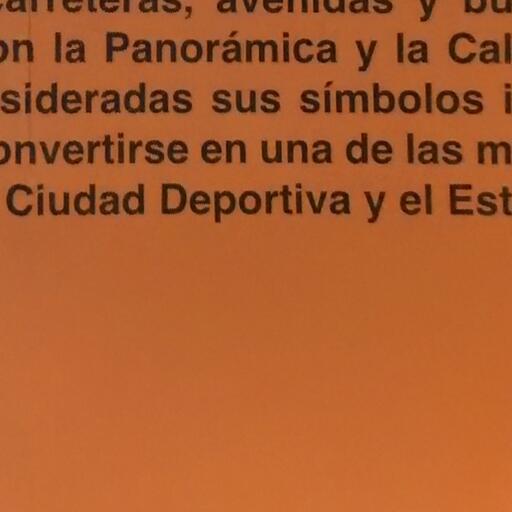 carreteras, avenidas y bu
on la Panorámica y la Cal
sideradas sus símbolos i
onvertirse en una de las m
Ciudad Deportiva y el Est